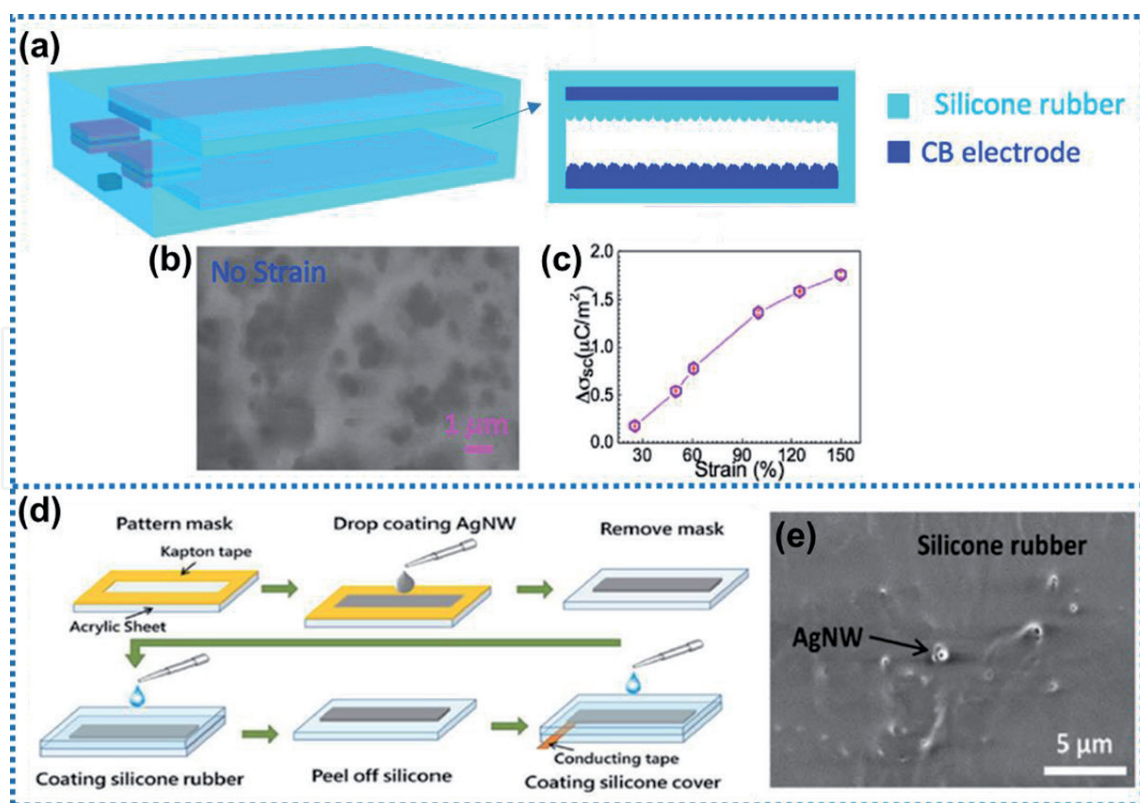 (a)
Silicone rubber
CB electrode
(b)
No Strain
1 μm
(c)
2.0
1.5
1.0
0.5
0.0
Δσsc(μC/m²)
30 60 90 120 150
Strain (%)
(d)
Pattern mask
Kapton tape
Acrylic Sheet
Drop coating AgNW
Remove mask
Coating silicone rubber
Peel off silicone
Conducting tape
Coating silicone cover
(e)
Silicone rubber
AgNW
5 μm